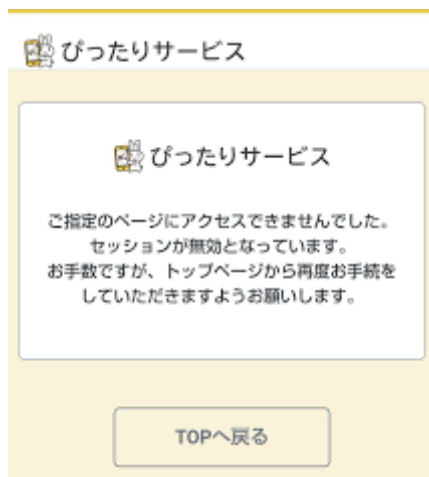 ぴったりサービス
ぴったりサービス
ご指定のページにアクセスできませんでした。
セッションが無効となっています。
お手数ですが、トップページから再度お手続を
していただきますようお願いします。
TOPへ戻る